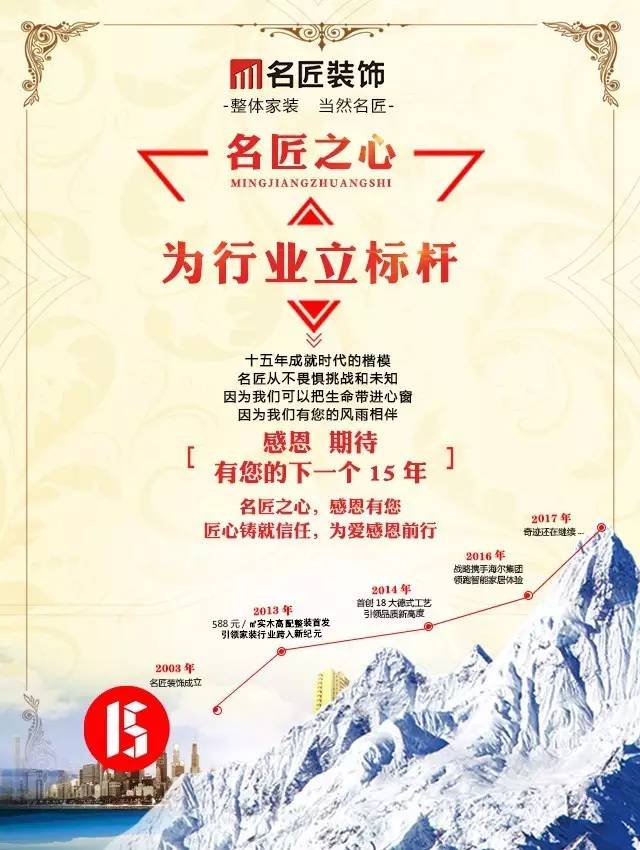 名匠装饰
-整体家装 当然名匠-
名匠之心
MINGJIANGZHUANGSHI
为行业立标杆
十五年成就时代的楷模
名匠从不畏惧挑战和未知
因为我们可以把生命带进心窗
因为我们有您的风雨相伴
[ 感恩 期待
有您的下一个 15 年 ]
名匠之心，感恩有您
匠心铸就信任，为爱感恩前行
2017 年
奇迹还在继续 ...
2016 年
战略携手海尔集团
领跑智能家居体验
2014 年
首创 18 大德式工艺
引领品质新高度
2013 年
588 元 / ㎡实木高配整装首发
引领家装行业跨入新纪元
2003 年
名匠装饰成立
15